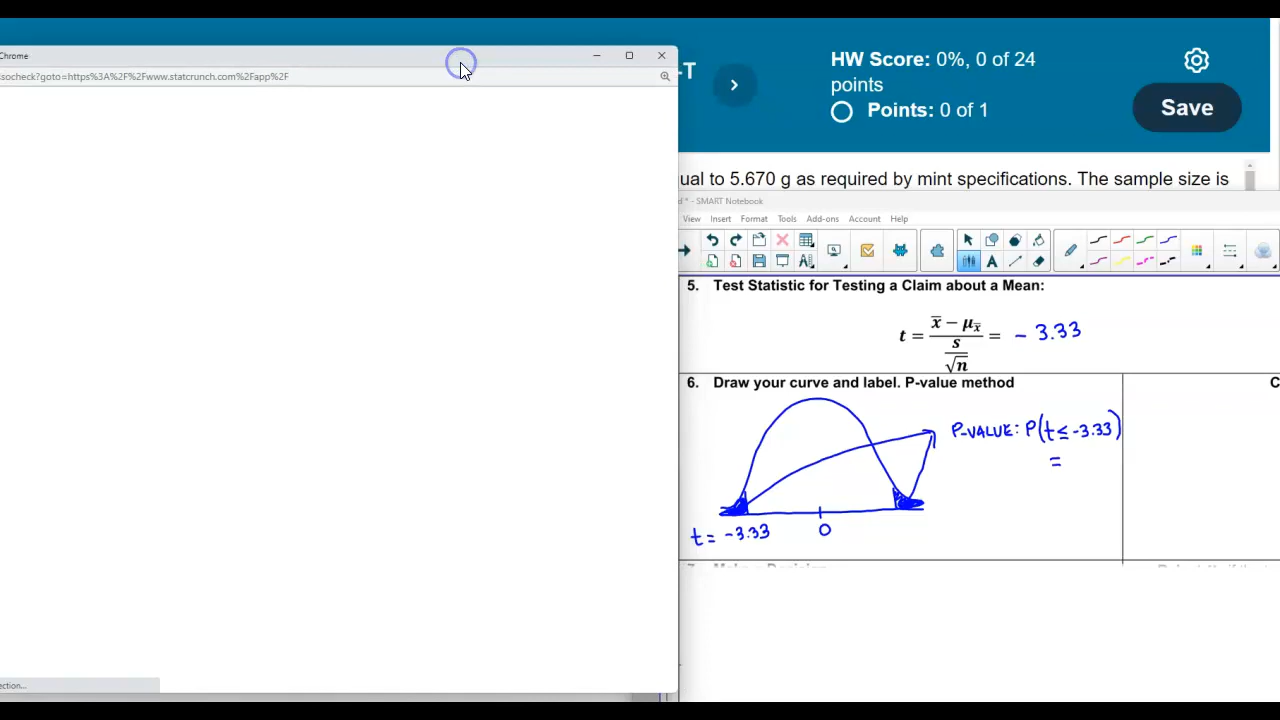 Chrome
ssocheck?goto=https%3A%2F%2Fwww.statcrunch.com%2Fapp%2F
ection...
-T
HW Score: 0%, 0 of 24
points
Points: 0 of 1
Save
ual to 5.670 g as required by mint specifications. The sample size is
d * - SMART Notebook
View Insert Format Tools Add-ons Account Help
5. Test Statistic for Testing a Claim about a Mean:
t = (x̄ − μx̄) / (s / √n) = − 3.33
6. Draw your curve and label. P-value method
C
P-VALUE: P(t ≤ -3.33)
=
t = -3.33
0